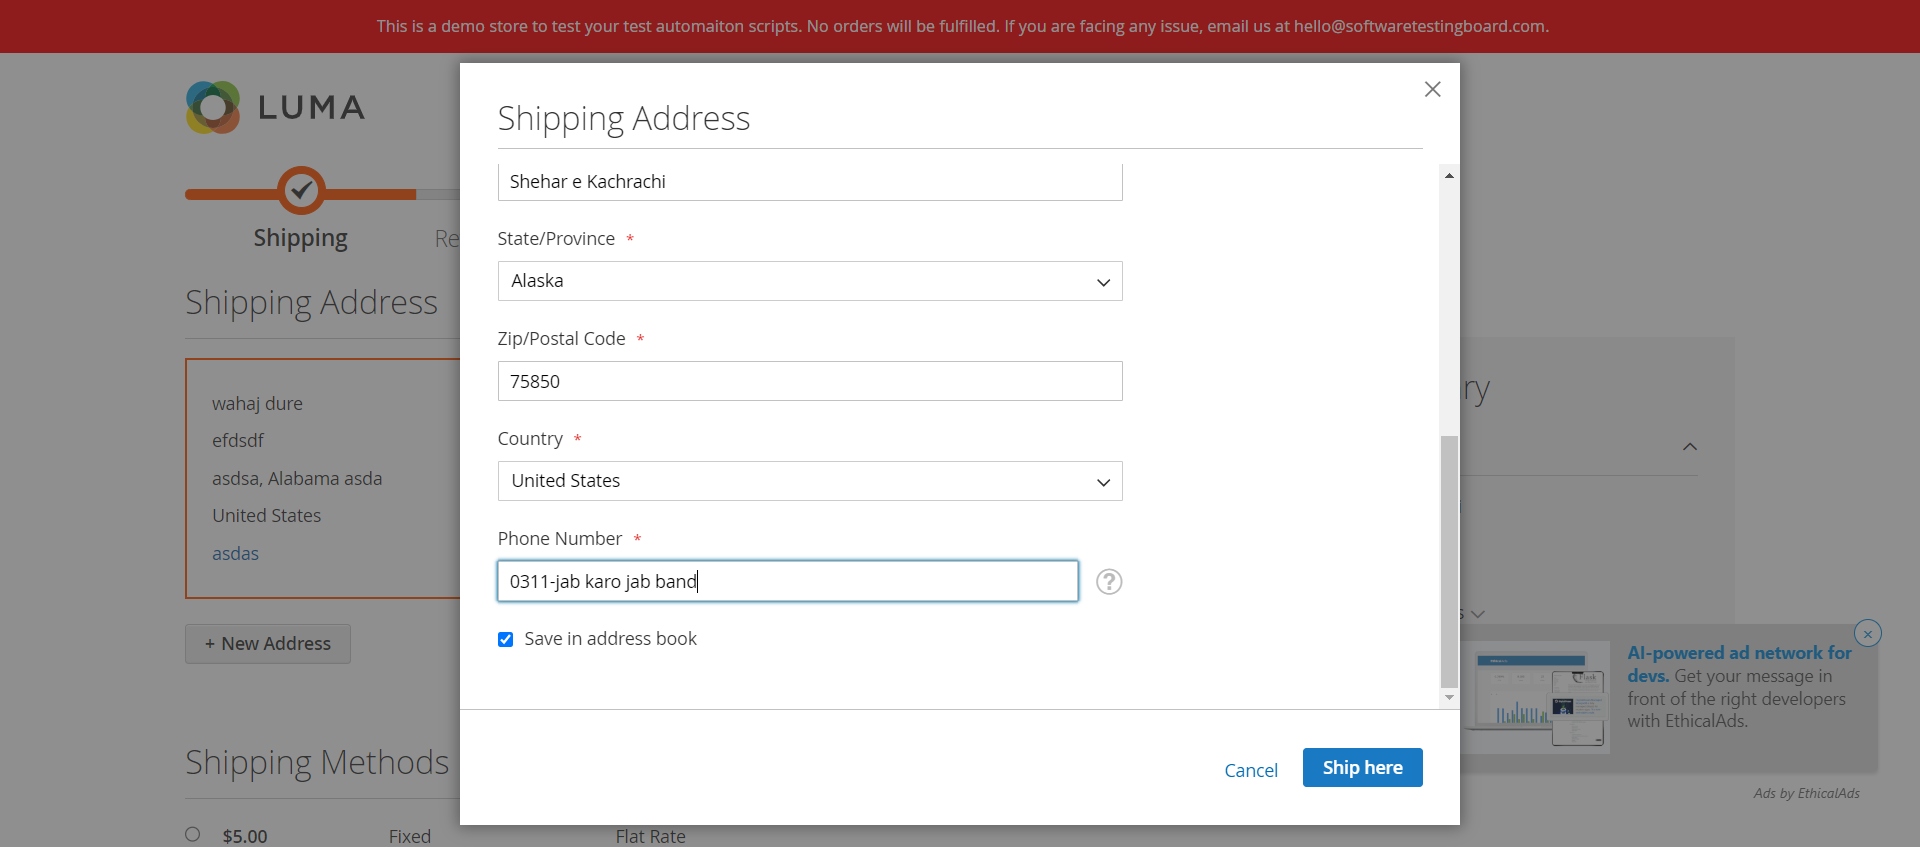 This is a demo store to test your test automaiton scripts. No orders will be fulfilled. If you are facing any issue, email us at hello@softwaretestingboard.com.
LUMA
Shipping
Re
Shipping Address
wahaj dure
efdsdf
asdsa, Alabama asda
United States
asdas
+ New Address
Shipping Methods
$5.00 Fixed Flat Rate
Shipping Address
Shehar e Kachrachi
State/Province *
Alaska
Zip/Postal Code *
75850
Country *
United States
Phone Number *
0311-jab karo jab band
?
Save in address book
Cancel
Ship here
ry
s
AI-powered ad network for
devs. Get your message in
front of the right developers
with EthicalAds.
Ads by EthicalAds